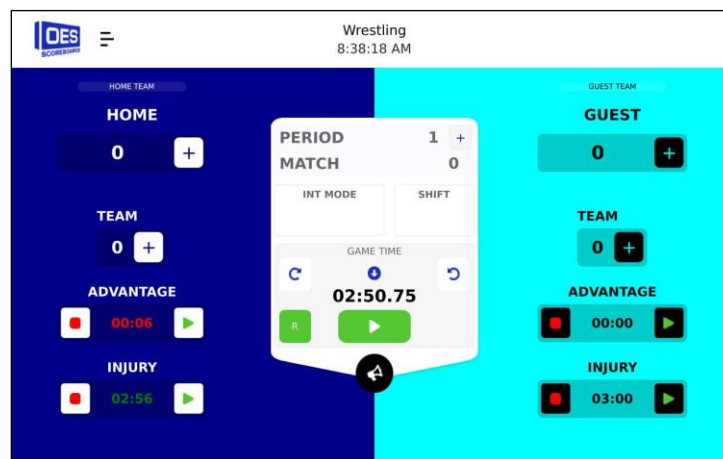 OES
SCOREBOARDS
Wrestling
8:38:18 AM
HOME TEAM
HOME
0 +
TEAM
0 +
ADVANTAGE
00:06
INJURY
02:56
PERIOD 1 +
MATCH 0
INT MODE SHIFT
GAME TIME
02:50.75
R
GUEST TEAM
GUEST
0 +
TEAM
0 +
ADVANTAGE
00:00
INJURY
03:00